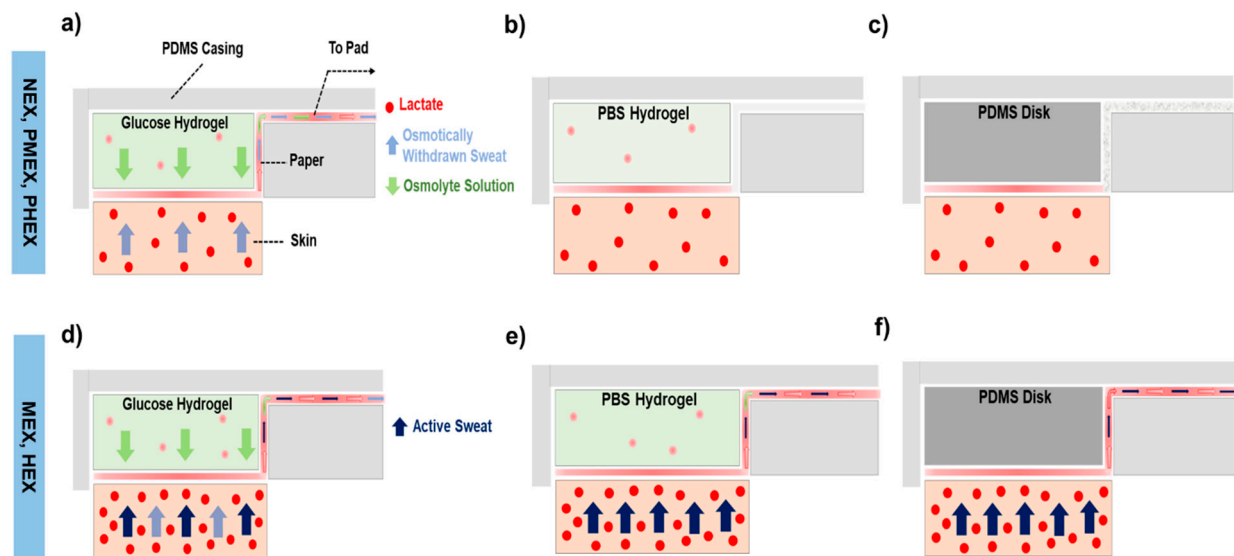 NEX, PMEX, PHEX
a)
PDMS Casing
To Pad
Glucose Hydrogel
Paper
Skin
Lactate
Osmotically
Withdrawn Sweat
Osmolyte Solution
b)
PBS Hydrogel
c)
PDMS Disk
MEX, HEX
d)
Glucose Hydrogel
Active Sweat
e)
PBS Hydrogel
f)
PDMS Disk